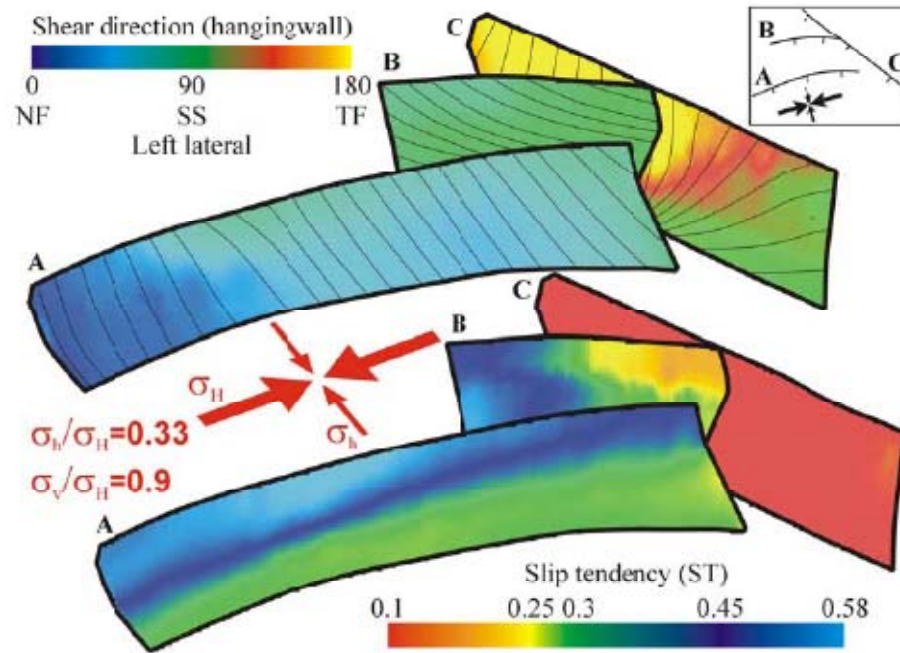 Shear direction (hangingwall)
0 90 180
NF SS TF
Left lateral
C
B
A
B
A
C
C
B
A
σH
σh
σh/σH=0.33
σv/σH=0.9
Slip tendency (ST)
0.1 0.25 0.3 0.45 0.58